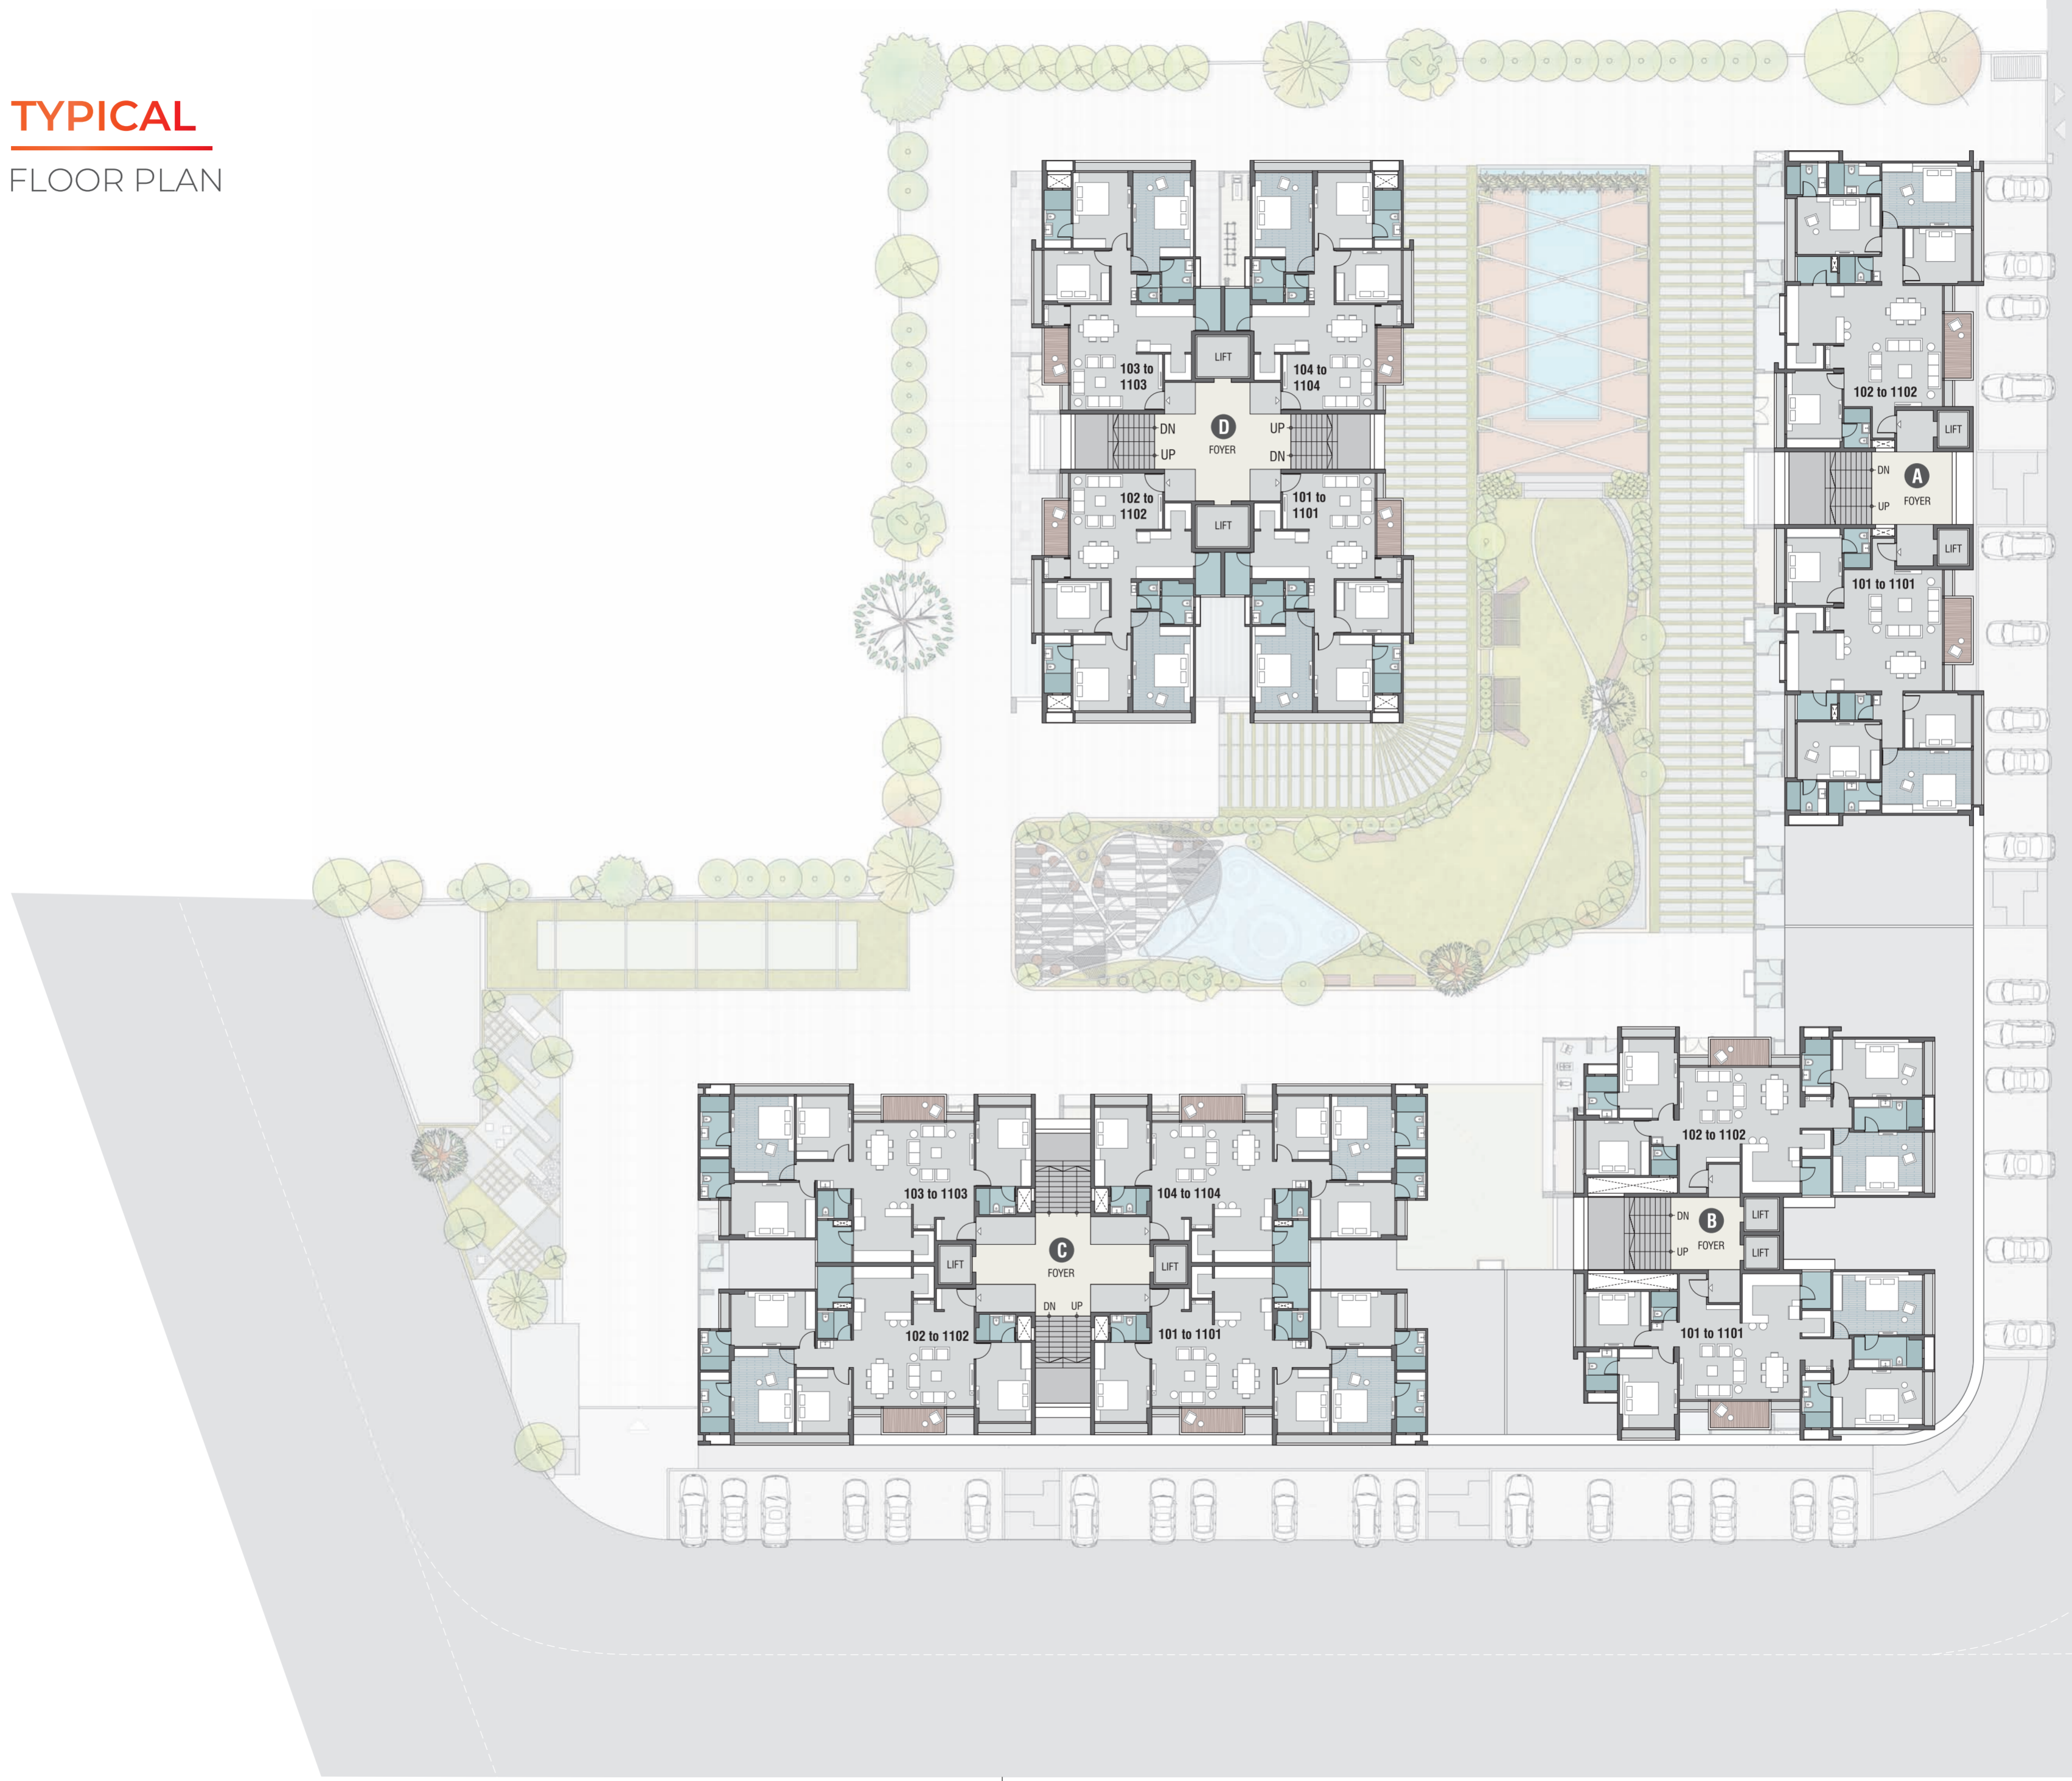 TYPICAL
FLOOR PLAN
LIFT
103 to
1103
104 to
1104
D
FOYER
DN
UP
UP
DN
102 to
1102
101 to
1101
LIFT
102 to 1102
LIFT
DN
UP
A
FOYER
LIFT
101 to 1101
103 to 1103
104 to 1104
LIFT
C
FOYER
LIFT
DN
UP
102 to 1102
101 to 1101
102 to 1102
DN
UP
B
FOYER
LIFT
LIFT
101 to 1101